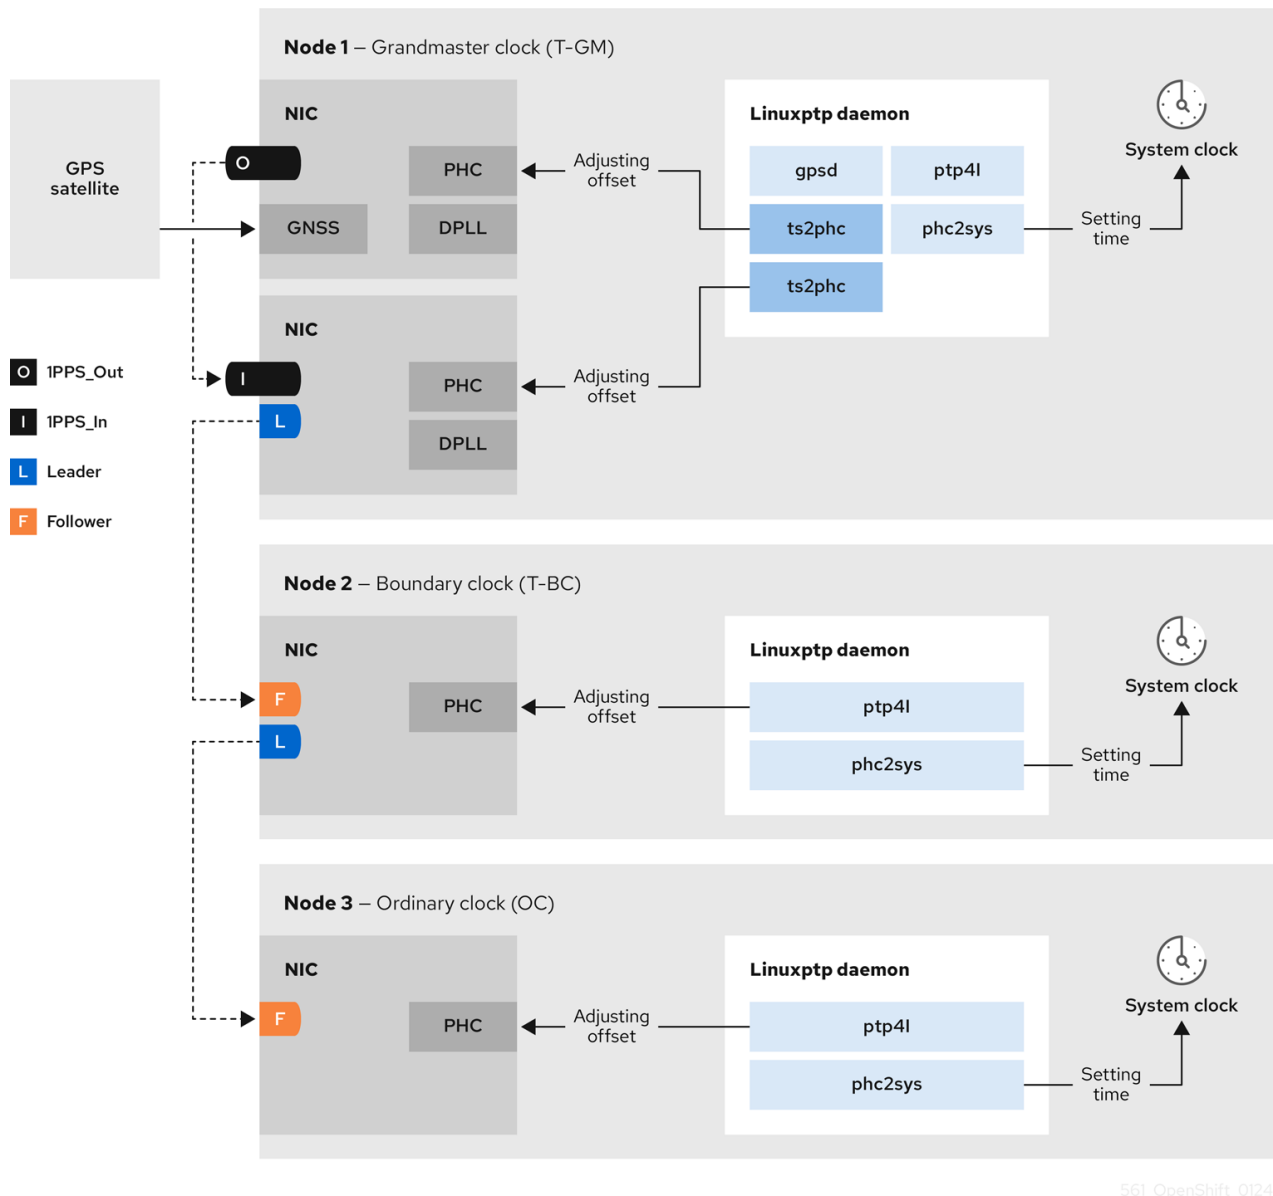 Node 1 – Grandmaster clock (T-GM)
GPS
satellite
NIC
O
GNSS
PHC
DPLL
Adjusting
offset
Linuxptp daemon
gpsd
ptp4l
ts2phc
phc2sys
ts2phc
Setting
time
System clock
NIC
I
L
PHC
DPLL
Adjusting
offset
O 1PPS_Out
I 1PPS_In
L Leader
F Follower
Node 2 – Boundary clock (T-BC)
NIC
F
L
PHC
Adjusting
offset
Linuxptp daemon
ptp4l
phc2sys
Setting
time
System clock
Node 3 – Ordinary clock (OC)
NIC
F
PHC
Adjusting
offset
Linuxptp daemon
ptp4l
phc2sys
Setting
time
System clock
561_OpenShift_0124